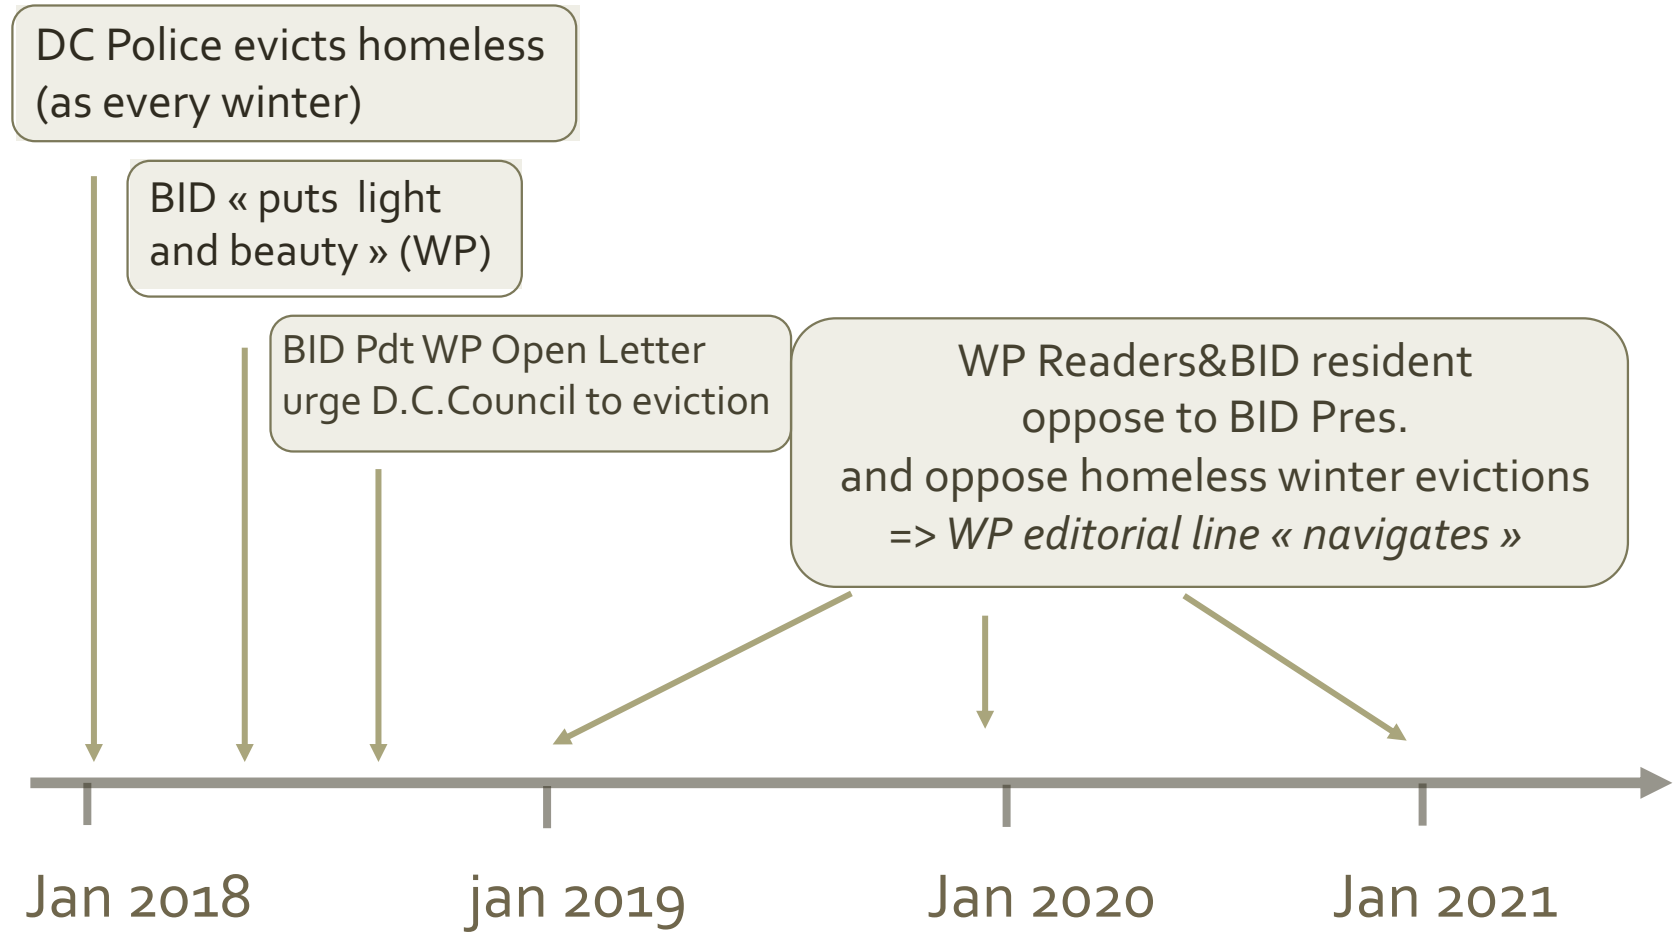 DC Police evicts homeless
(as every winter)
BID « puts light
and beauty » (WP)
BID Pdt WP Open Letter
urge D.C.Council to eviction
WP Readers&BID resident
oppose to BID Pres.
and oppose homeless winter evictions
=> WP editorial line « navigates »
Jan 2018
jan 2019
Jan 2020
Jan 2021